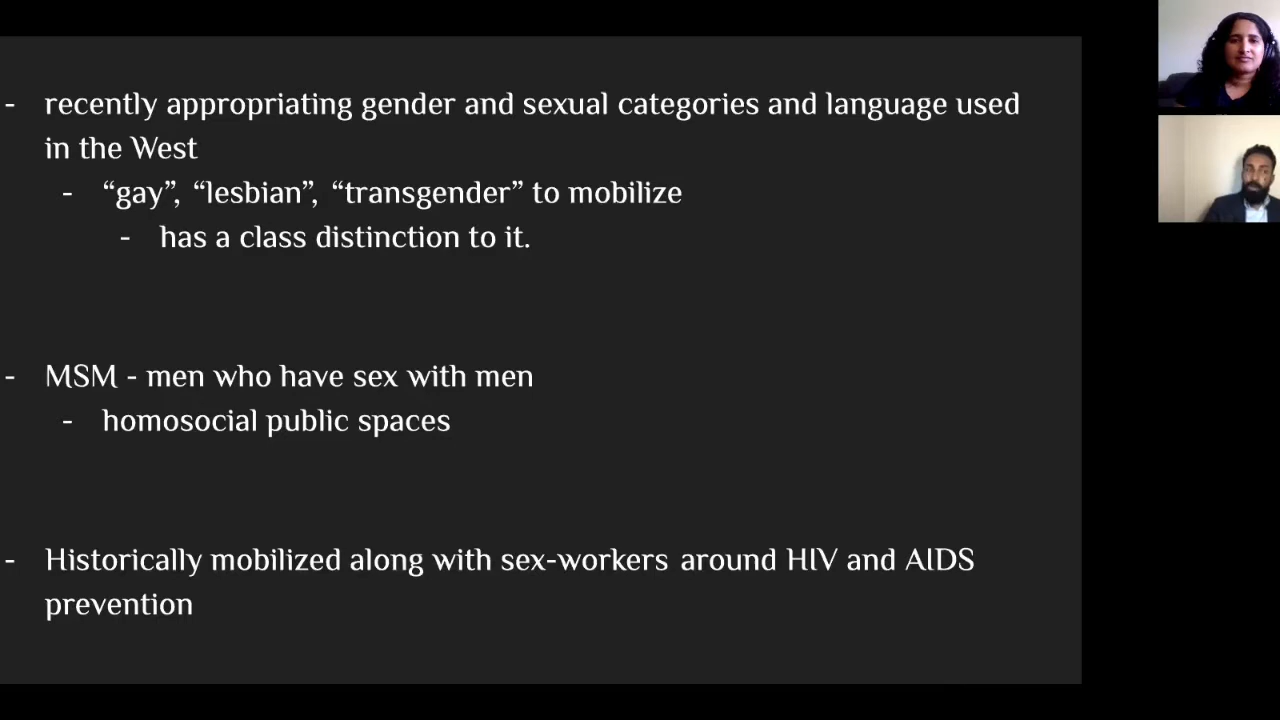 - recently appropriating gender and sexual categories and language used
in the West
- “gay”, “lesbian”, “transgender” to mobilize
- has a class distinction to it.
- MSM - men who have sex with men
- homosocial public spaces
- Historically mobilized along with sex-workers around HIV and AIDS
prevention